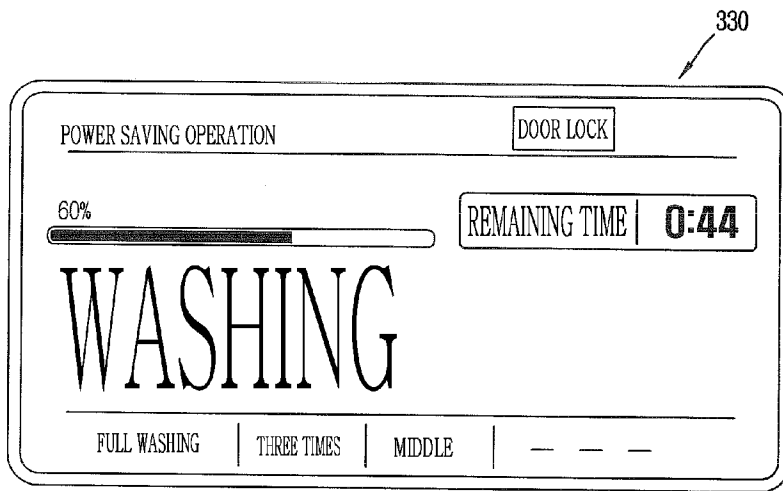 330
POWER SAVING OPERATION DOOR LOCK
60%
REMAINING TIME 0:44
WASHING
FULL WASHING THREE TIMES MIDDLE — — —